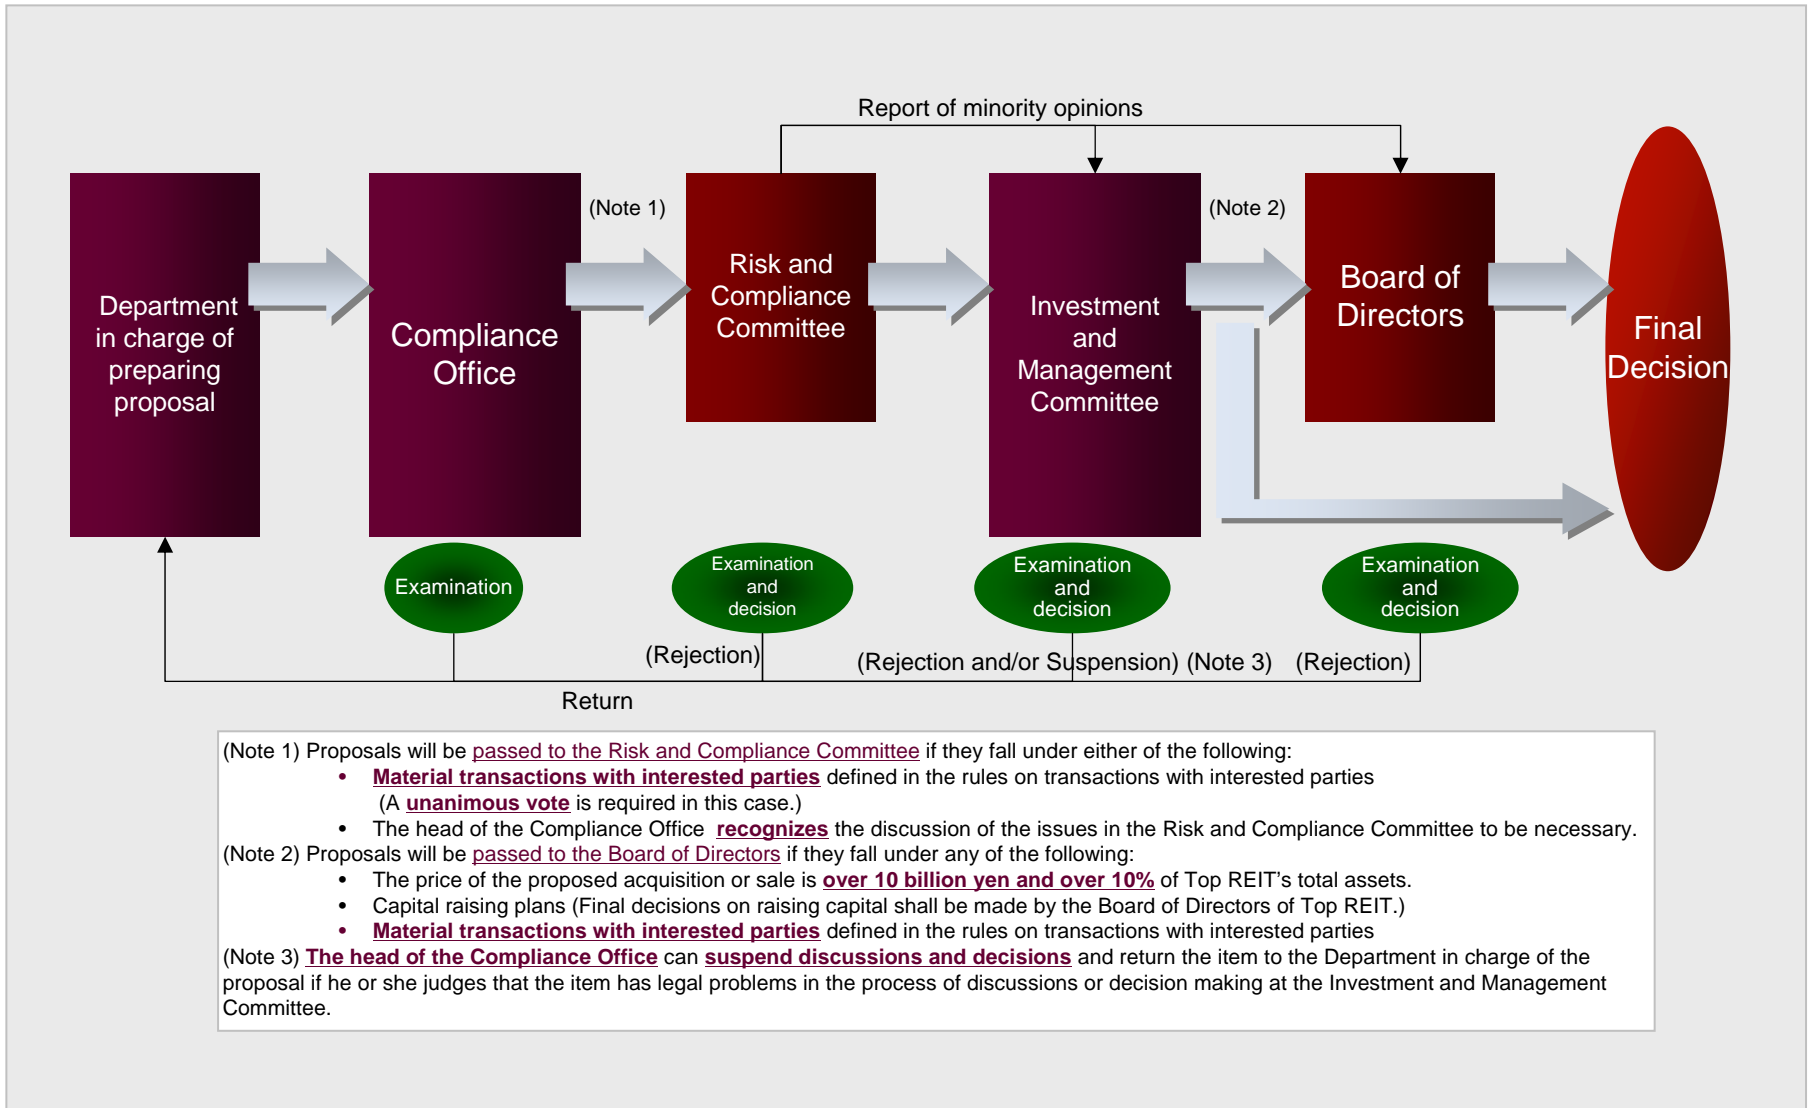 Report of minority opinions
(Note 1)
(Note 2)
Department
in charge of
preparing
proposal
Compliance
Office
Risk and
Compliance
Committee
Investment
and
Management
Committee
Board of
Directors
Final
Decision
Examination
Examination
and
decision
Examination
and
decision
Examination
and
decision
(Rejection)
(Rejection and/or Suspension) (Note 3)
(Rejection)
Return
(Note 1) Proposals will be passed to the Risk and Compliance Committee if they fall under either of the following:
• Material transactions with interested parties defined in the rules on transactions with interested parties
(A unanimous vote is required in this case.)
• The head of the Compliance Office recognizes the discussion of the issues in the Risk and Compliance Committee to be necessary.
(Note 2) Proposals will be passed to the Board of Directors if they fall under any of the following:
• The price of the proposed acquisition or sale is over 10 billion yen and over 10% of Top REIT’s total assets.
• Capital raising plans (Final decisions on raising capital shall be made by the Board of Directors of Top REIT.)
• Material transactions with interested parties defined in the rules on transactions with interested parties
(Note 3) The head of the Compliance Office can suspend discussions and decisions and return the item to the Department in charge of the
proposal if he or she judges that the item has legal problems in the process of discussions or decision making at the Investment and Management
Committee.